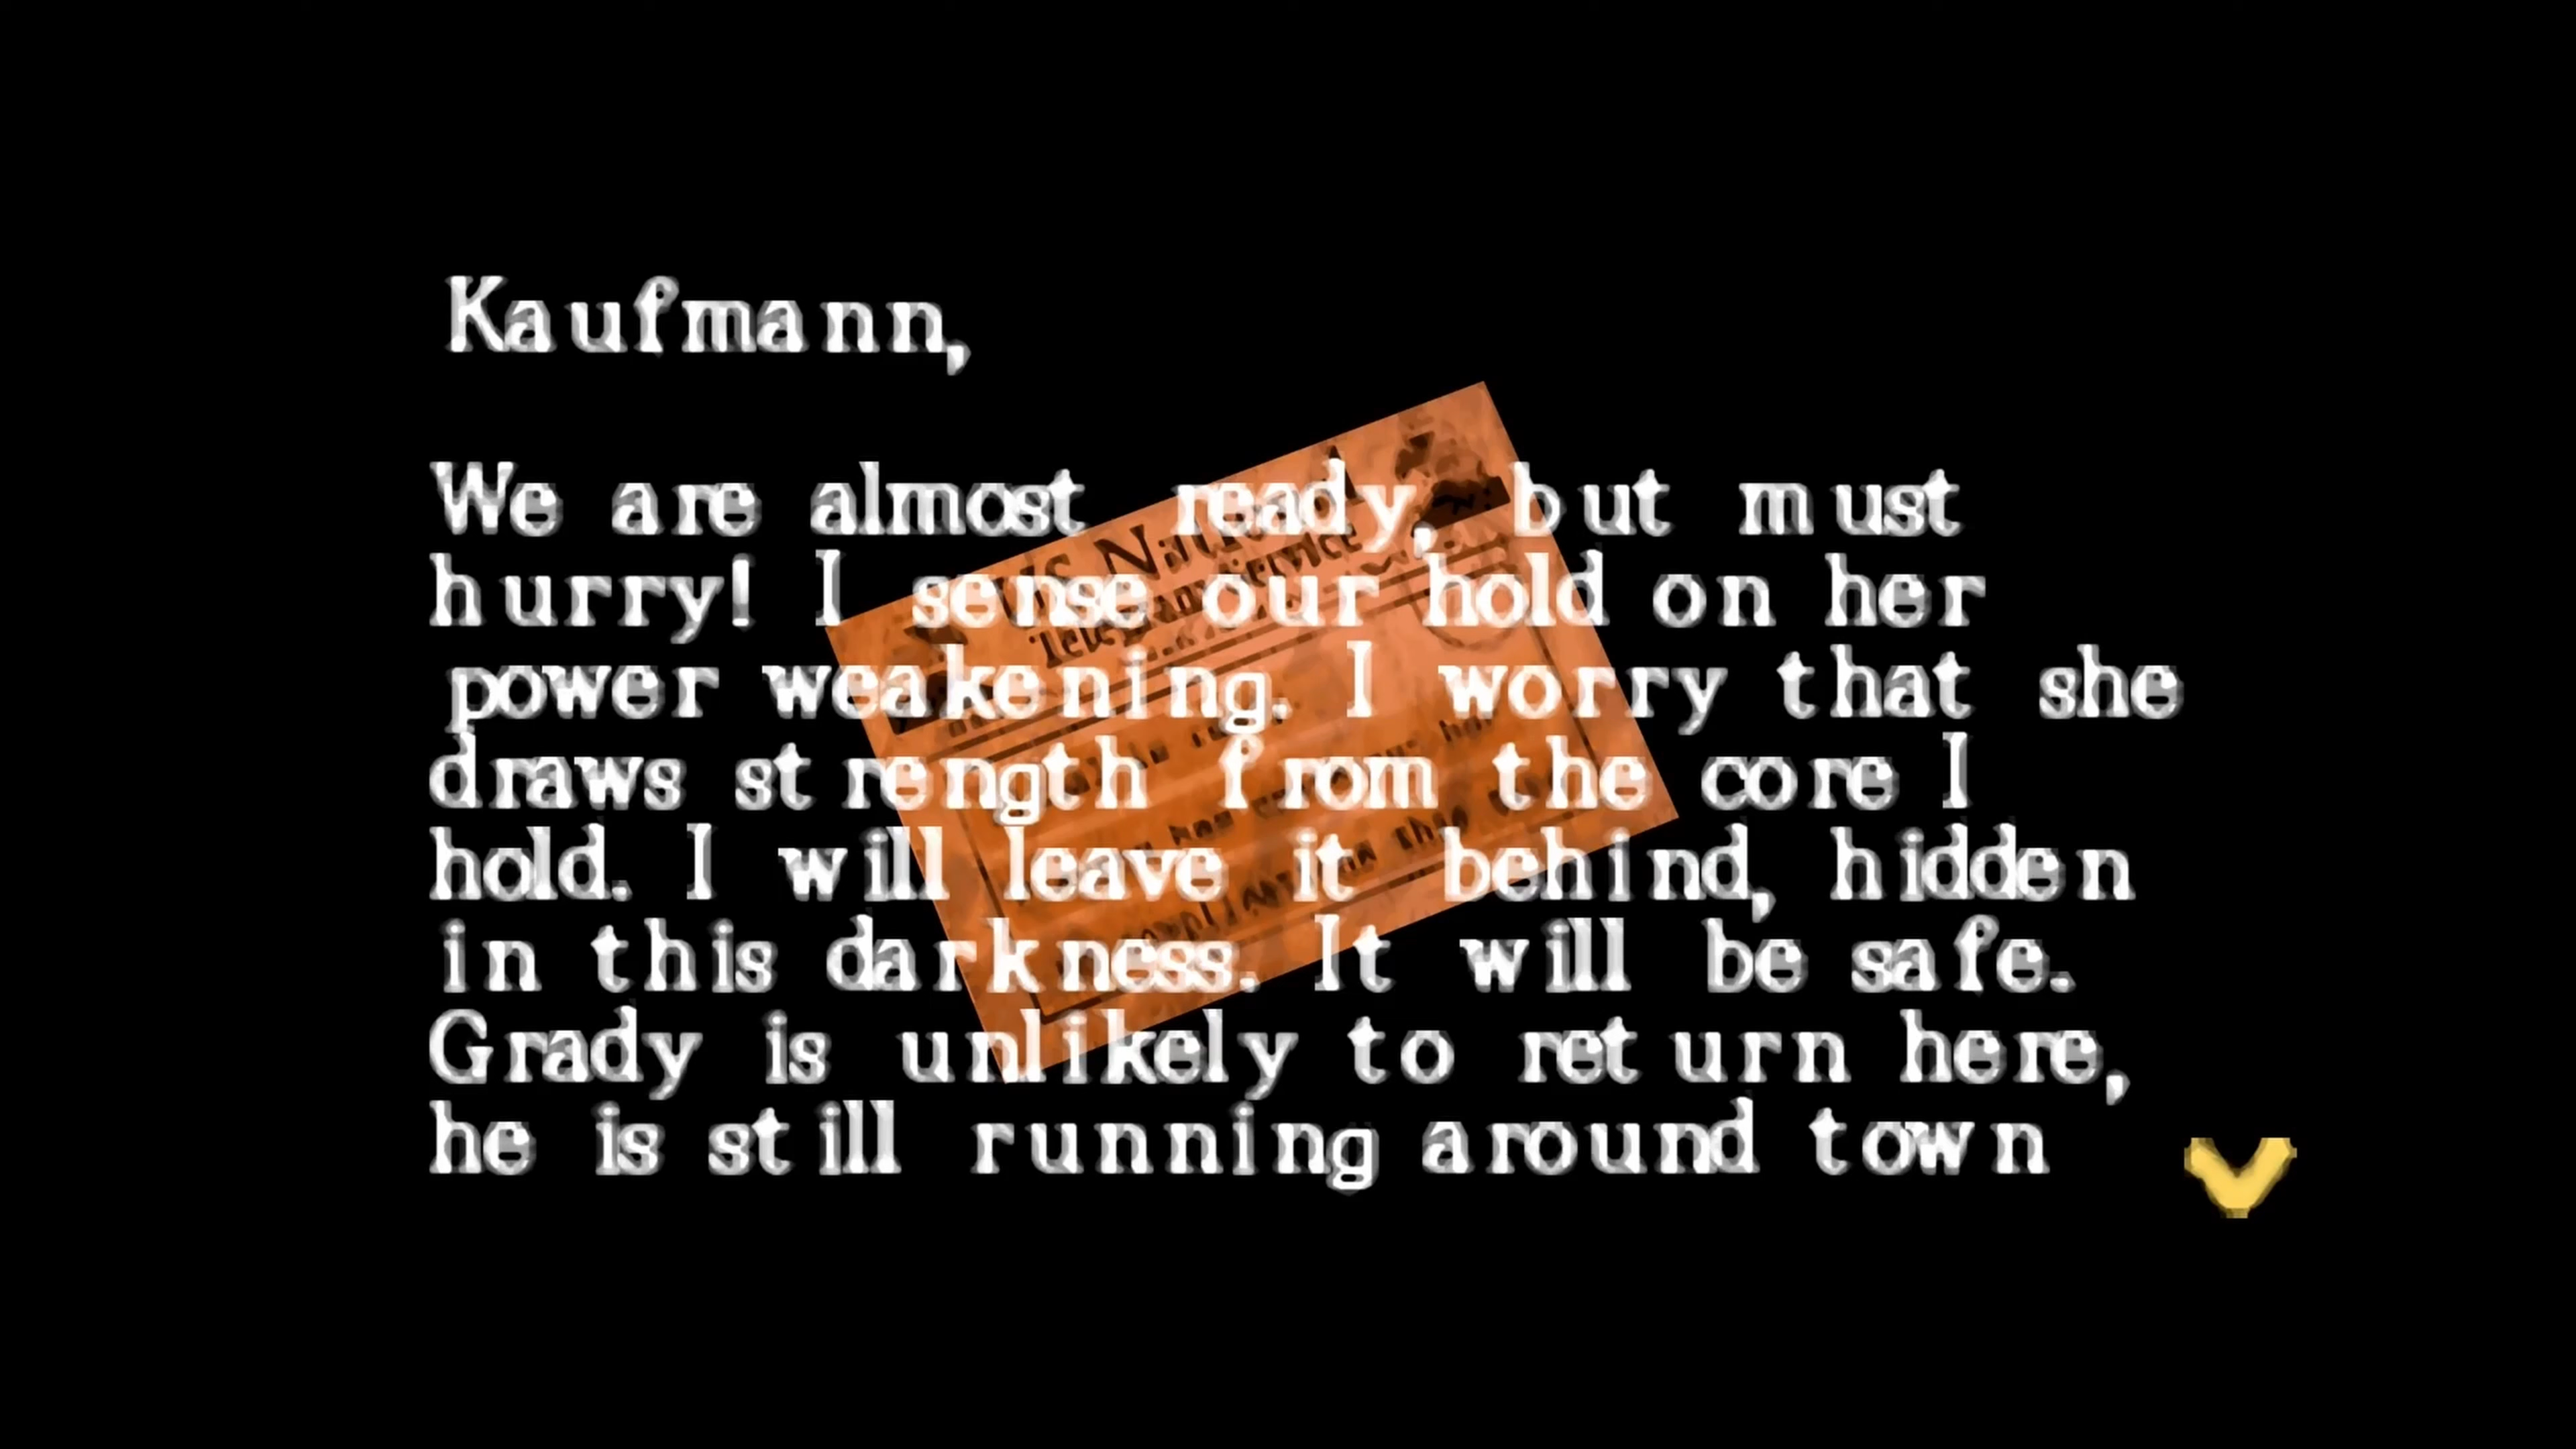 Kaufmann,
We are almost ready, but must
hurry! I sense our hold on her
power weakening. I worry that she
draws strength from the core I
hold. I will leave it behind, hidden
in this darkness. It will be safe.
Grady is unlikely to return here,
he is still running around town
Telegram Service